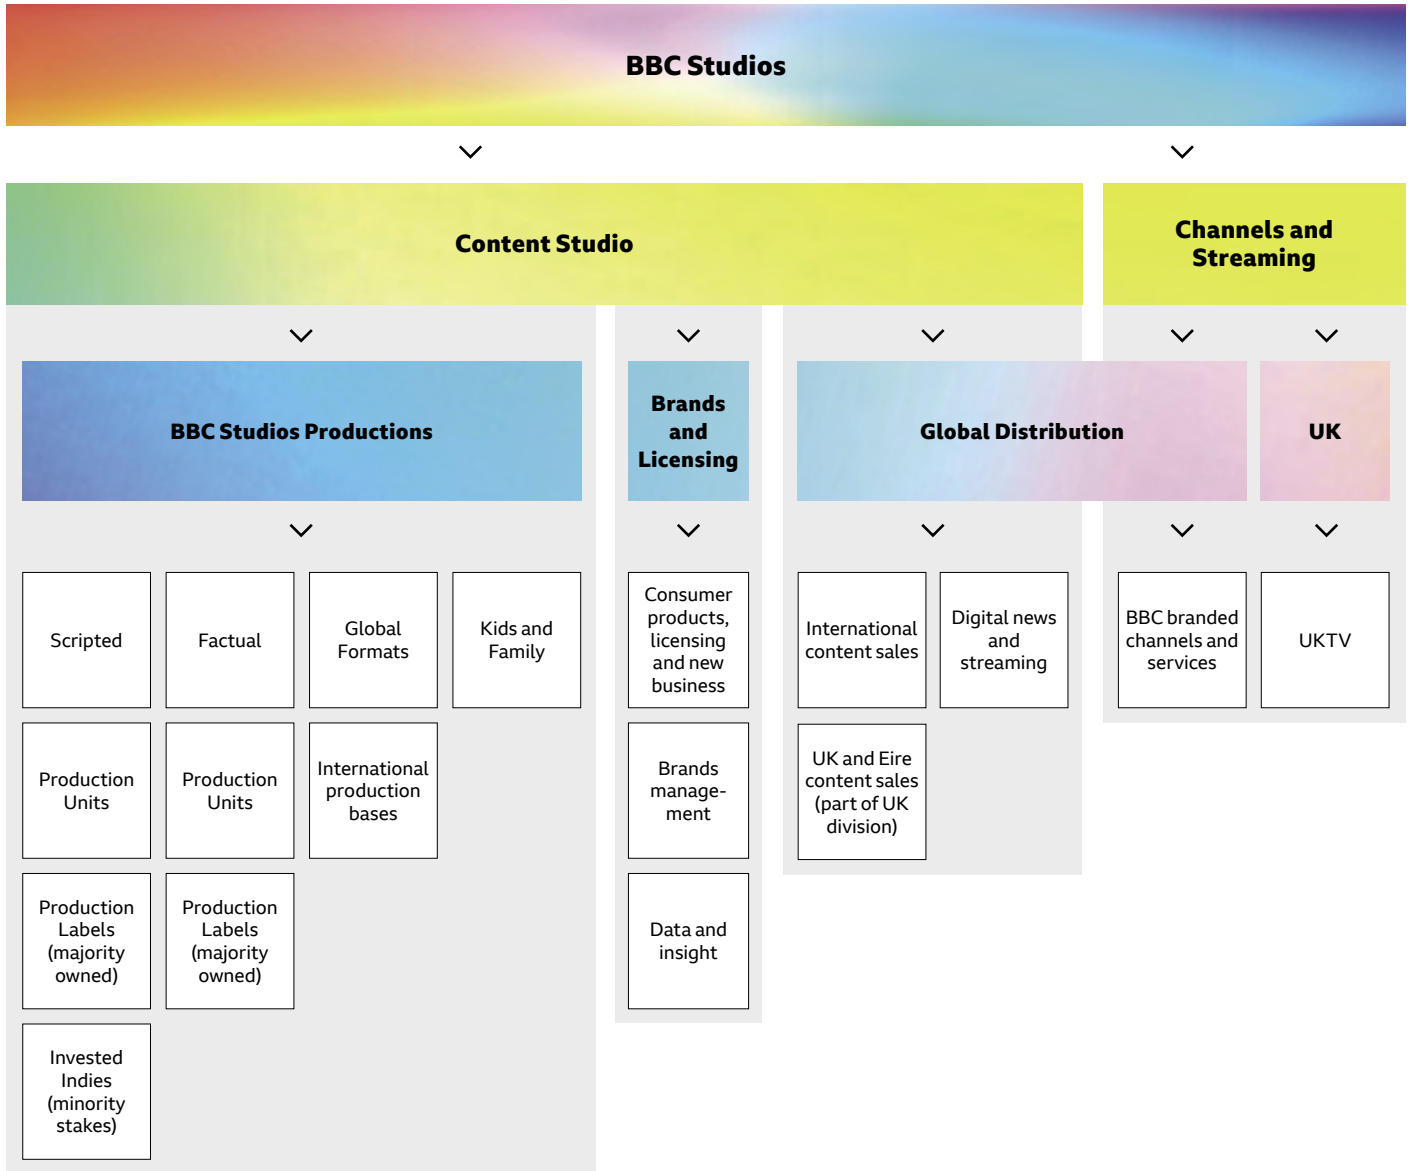 BBC Studios
Content Studio
Channels and
Streaming
BBC Studios Productions
Brands
and
Licensing
Global Distribution
UK
Scripted
Factual
Global
Formats
Kids and
Family
Consumer
products,
licensing
and new
business
International
content sales
Digital news
and
streaming
BBC branded
channels and
services
UKTV
Production
Units
Production
Units
International
production
bases
Brands
manage-
ment
UK and Eire
content sales
(part of UK
division)
Production
Labels
(majority
owned)
Production
Labels
(majority
owned)
Data and
insight
Invested
Indies
(minority
stakes)